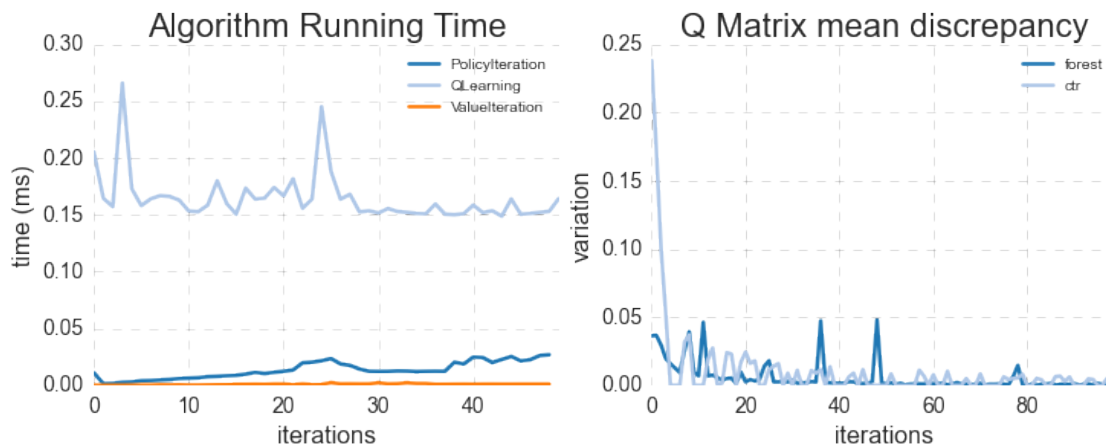 Algorithm Running Time
0.30
0.25
0.20
0.15
0.10
0.05
0.00
time (ms)
PolicyIteration
QLearning
ValueIteration
0 10 20 30 40
iterations
Q Matrix mean discrepancy
0.25
0.20
0.15
0.10
0.05
0.00
variation
forest
ctr
0 20 40 60 80
iterations